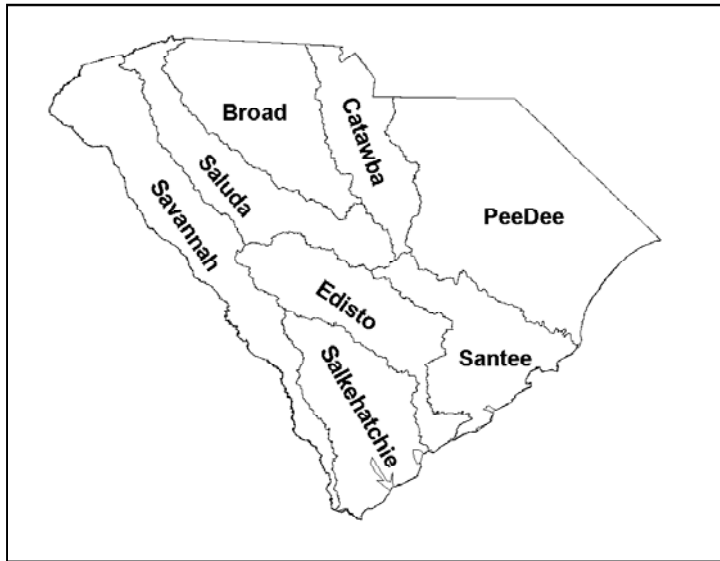 Broad
Catawba
Saluda
Savannah
PeeDee
Edisto
Santee
Salkehatchie